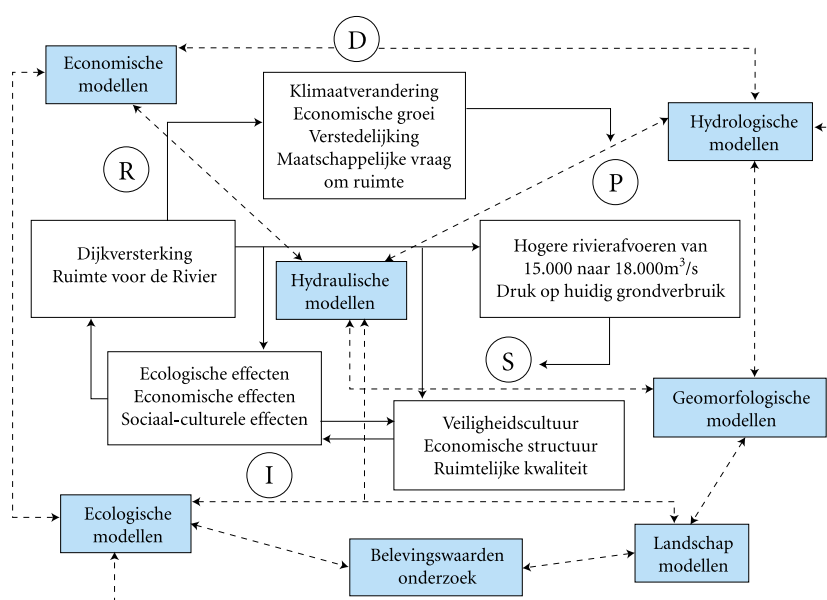 D
Economische
modellen
Klimaatverandering
Economische groei
Verstedelijking
Maatschappelijke vraag
om ruimte
Hydrologische
modellen
R
P
Dijkversterking
Ruimte voor de Rivier
Hydraulische
modellen
Hogere rivierafvoeren van
15.000 naar 18.000m³/s
Druk op huidig grondverbruik
S
Ecologische effecten
Economische effecten
Sociaal-culturele effecten
Veiligheidscultuur
Economische structuur
Ruimtelijke kwaliteit
Geomorfologische
modellen
I
Ecologische
modellen
Belevingswaarden
onderzoek
Landschap
modellen